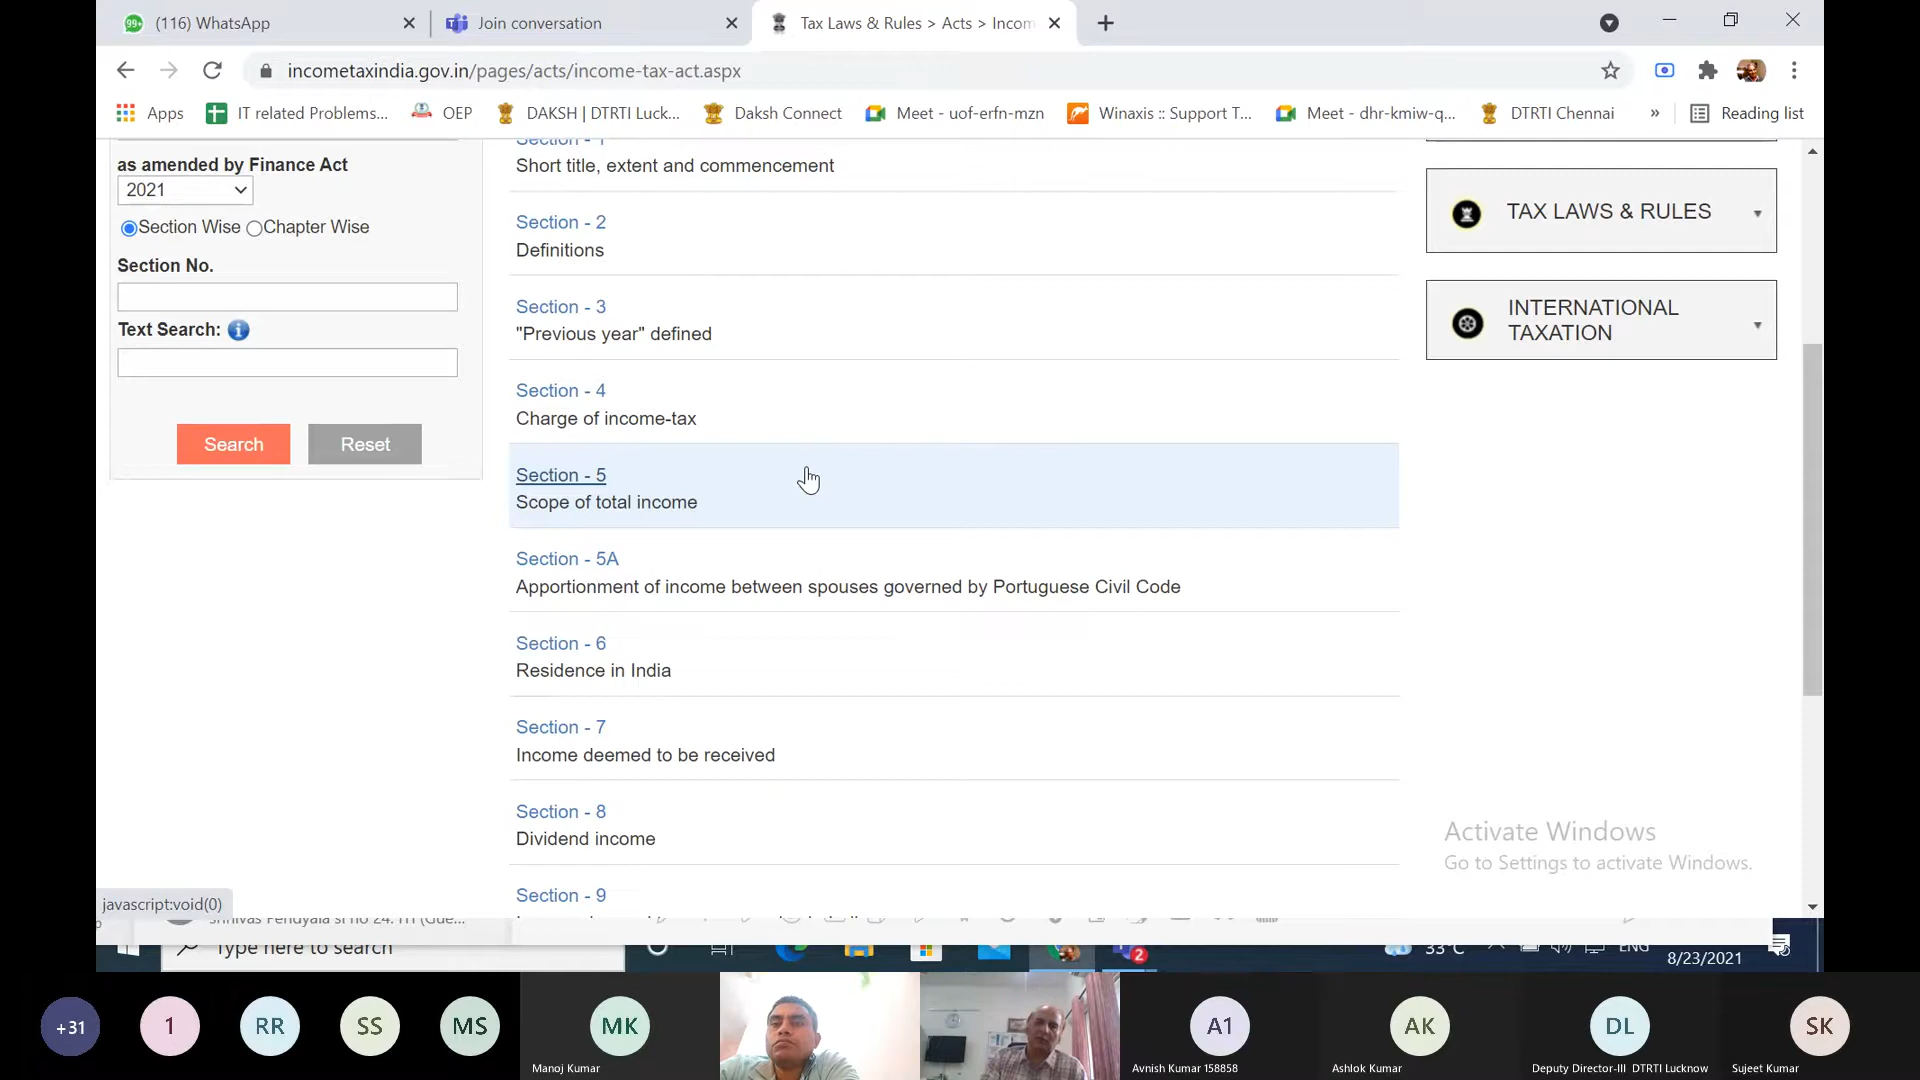 99+ (116) WhatsApp
Join conversation
Tax Laws & Rules > Acts > Incom
incometaxindia.gov.in/pages/acts/income-tax-act.aspx
Apps
IT related Problems...
OEP
DAKSH | DTRTI Luck...
Daksh Connect
Meet - uof-erfn-mzn
Winaxis :: Support T...
Meet - dhr-kmiw-q...
DTRTI Chennai
»
Reading list
as amended by Finance Act
2021
Section Wise Chapter Wise
Section No.
Text Search:
Search Reset
Section - 1
Short title, extent and commencement
Section - 2
Definitions
Section - 3
"Previous year" defined
Section - 4
Charge of income-tax
Section - 5
Scope of total income
Section - 5A
Apportionment of income between spouses governed by Portuguese Civil Code
Section - 6
Residence in India
Section - 7
Income deemed to be received
Section - 8
Dividend income
Section - 9
TAX LAWS & RULES
INTERNATIONAL
TAXATION
Activate Windows
Go to Settings to activate Windows.
javascript:void(0)
Type here to search
2
33°C
ENG
8/23/2021
+31
1
RR
SS
MS
MK
Manoj Kumar
A1
Avnish Kumar 158858
AK
Ashlok Kumar
DL
Deputy Director-III DTRTI Lucknow
SK
Sujeet Kumar